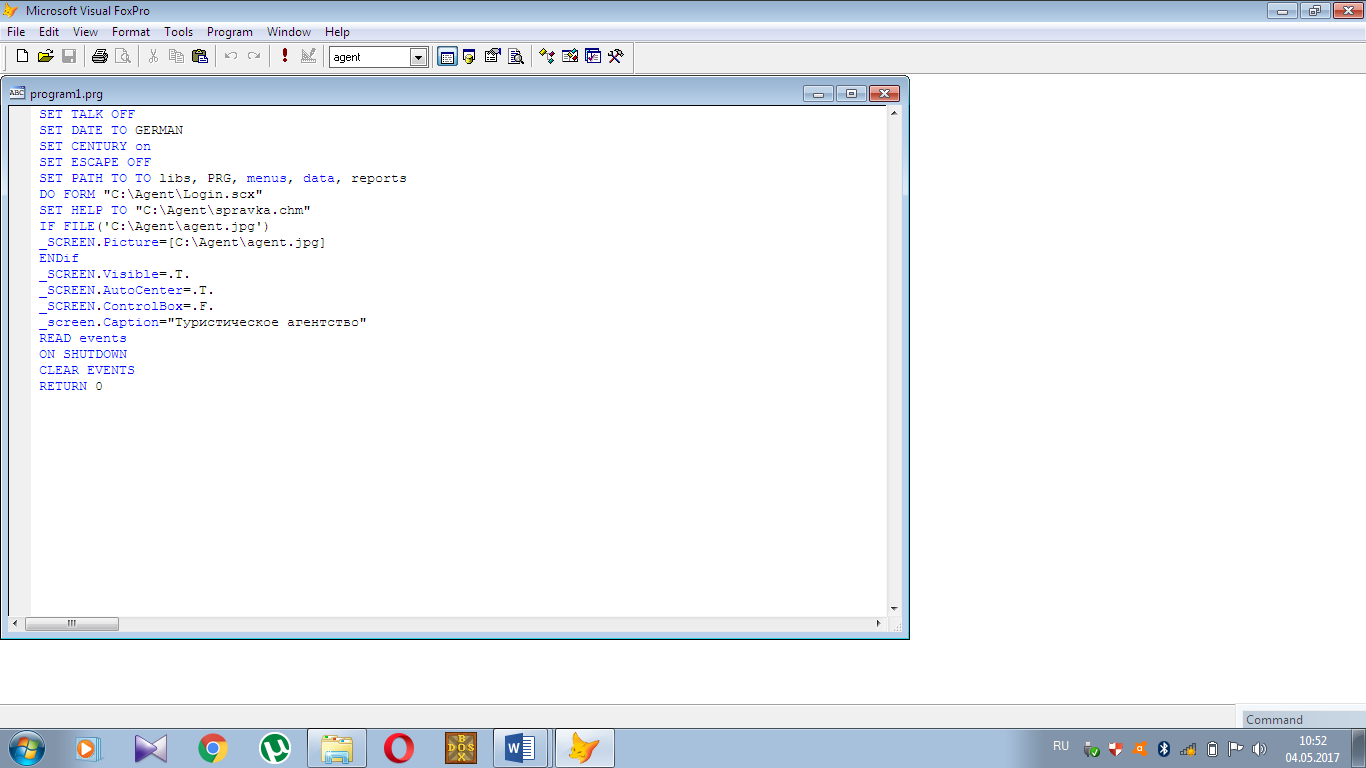 Microsoft Visual FoxPro
File Edit View Format Tools Program Window Help
agent
program1.prg
SET TALK OFF
SET DATE TO GERMAN
SET CENTURY on
SET ESCAPE OFF
SET PATH TO TO libs, PRG, menus, data, reports
DO FORM "C:\Agent\Login.scx"
SET HELP TO "C:\Agent\spravka.chm"
IF FILE('C:\Agent\agent.jpg')
_SCREEN.Picture=[C:\Agent\agent.jpg]
ENDif
_SCREEN.Visible=.T.
_SCREEN.AutoCenter=.T.
_SCREEN.ControlBox=.F.
_screen.Caption="Туристическое агентство"
READ events
ON SHUTDOWN
CLEAR EVENTS
RETURN 0
Command
RU
10:52
04.05.2017